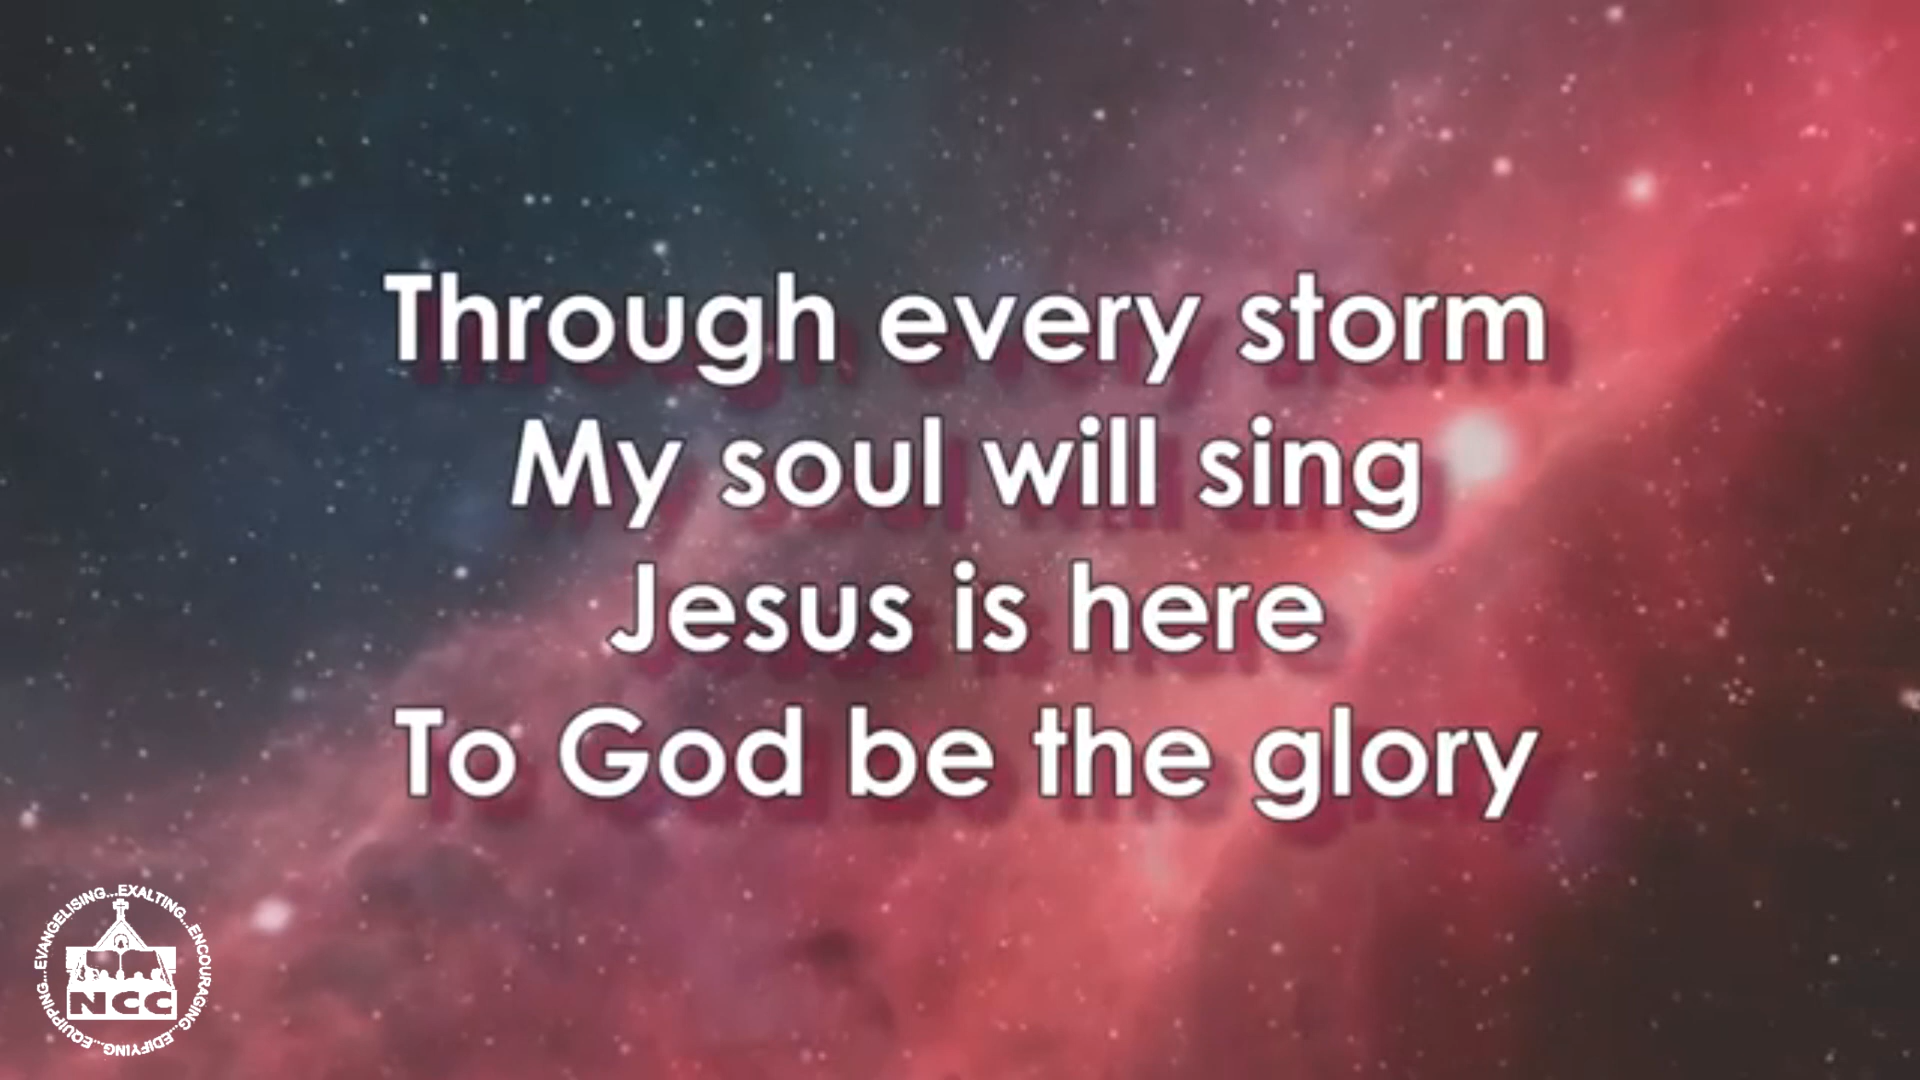 Through every storm
My soul will sing
Jesus is here
To God be the glory
EVANGELISING...EXALTING...ENCOURAGING...EDIFYING...EQUIPPING...
NCC